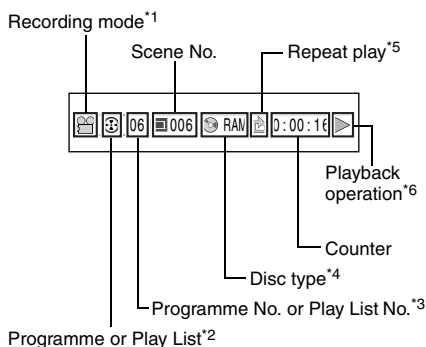 Recording mode*1
Scene No.
Repeat play*5
06 006 RAM 0:00:16
Playback
operation*6
Counter
Disc type*4
Programme No. or Play List No.*3
Programme or Play List*2